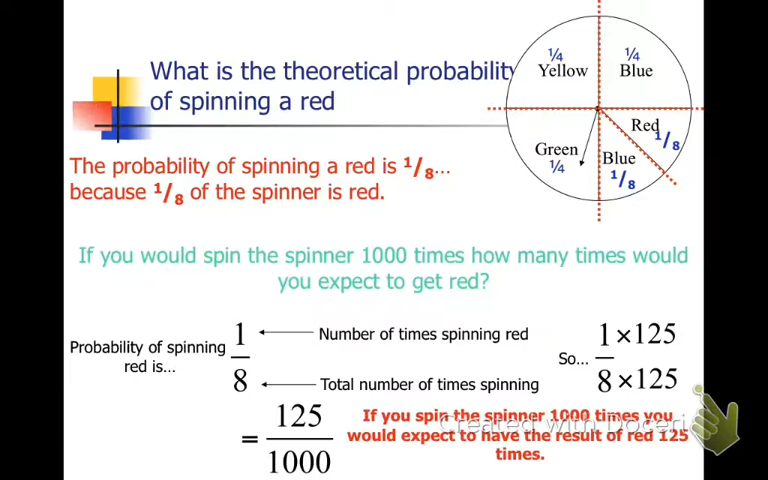 What is the theoretical probability
of spinning a red
¼
Yellow
¼
Blue
Red
1/8
Green
¼
Blue
1/8
The probability of spinning a red is 1/8...
because 1/8 of the spinner is red.
If you would spin the spinner 1000 times how many times would
you expect to get red?
Probability of spinning
red is...
1
8
Number of times spinning red
Total number of times spinning
So...
1 × 125
8 × 125
= 125
1000
If you spin the spinner 1000 times you
would expect to have the result of red 125
times.
Created with Doceri